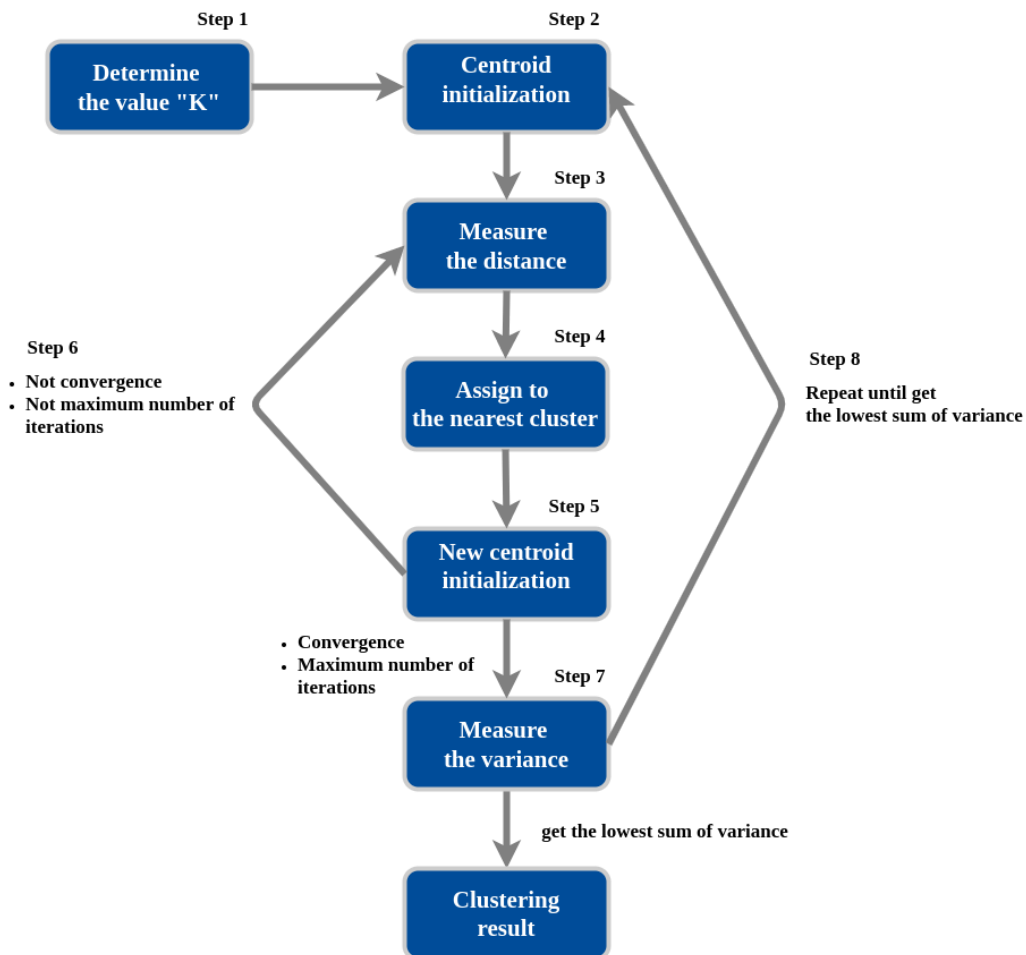 Step 1
Determine
the value "K"
Step 2
Centroid
initialization
Step 3
Measure
the distance
Step 4
Assign to
the nearest cluster
Step 5
New centroid
initialization
Step 6
• Not convergence
• Not maximum number of
iterations
• Convergence
• Maximum number of
iterations
Step 7
Measure
the variance
Step 8
Repeat until get
the lowest sum of variance
get the lowest sum of variance
Clustering
result